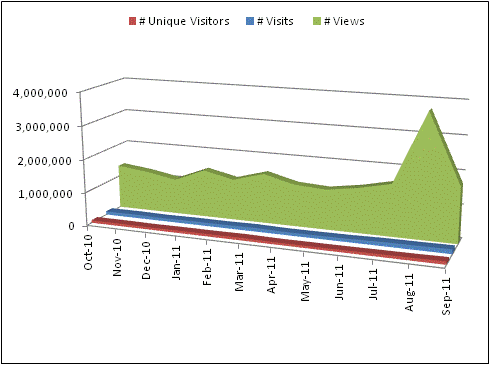 # Unique Visitors # Visits # Views
4,000,000
3,000,000
2,000,000
1,000,000
0
Oct-10
Nov-10
Dec-10
Jan-11
Feb-11
Mar-11
Apr-11
May-11
Jun-11
Jul-11
Aug-11
Sep-11